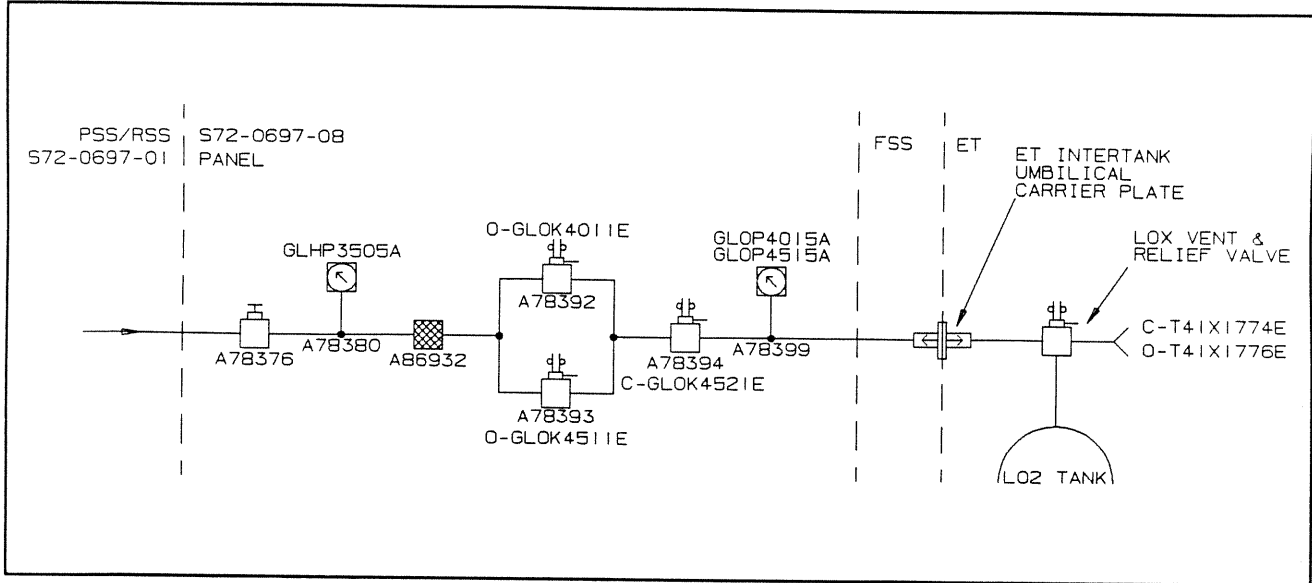 PSS/RSS
S72-0697-01
S72-0697-08
PANEL
FSS
ET
ET INTERTANK
UMBILICAL
CARRIER PLATE
O-GLOK4011E
GLHP3505A
GLOP4015A
GLOP4515A
LOX VENT &
RELIEF VALVE
A78392
A78376
A78380
A86932
A78394
A78399
C-GLOK4521E
C-T41X1774E
O-T41X1776E
A78393
O-GLOK4511E
LO2 TANK